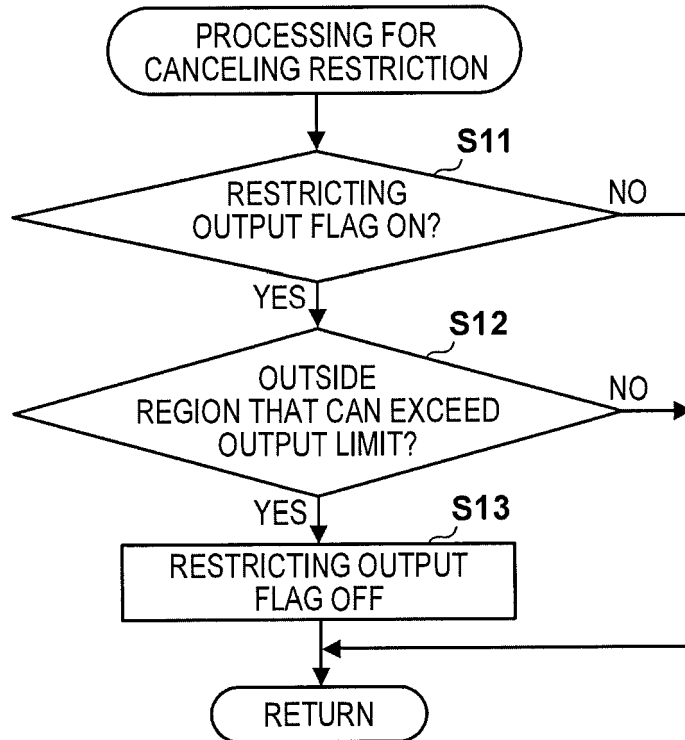 PROCESSING FOR
CANCELING RESTRICTION
S11
RESTRICTING
OUTPUT FLAG ON?
NO
YES
S12
OUTSIDE
REGION THAT CAN EXCEED
OUTPUT LIMIT?
NO
YES
S13
RESTRICTING OUTPUT
FLAG OFF
RETURN